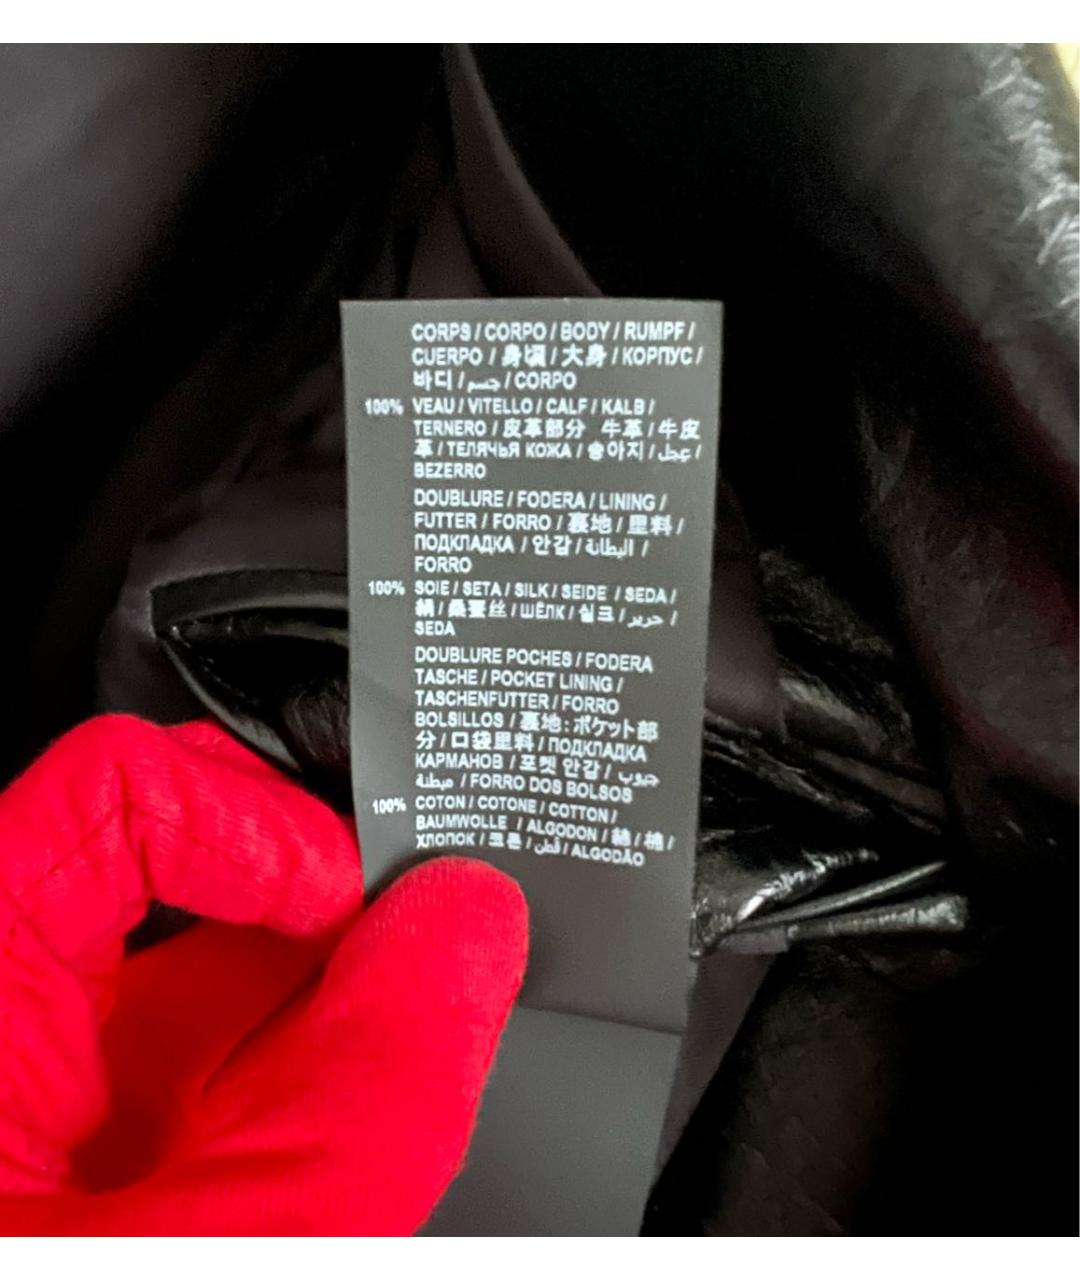 CORPS / CORPO / BODY / RUMPF /
CUERPO / 身頃 / 大身 / КОРПУС /
바디 / جسم / CORPO
100% VEAU / VITELLO / CALF / KALB /
TERNERO / 皮革部分 牛革 / 牛皮
革 / ТЕЛЯЧЬЯ КОЖА / 송아지 / عجل /
BEZERRO
DOUBLURE / FODERA / LINING /
FUTTER / FORRO / 裏地 / 里料 /
ПОДКЛАДКА / 안감 / البطانة /
FORRO
100% SOIE / SETA / SILK / SEIDE / SEDA /
絹 / 桑蚕丝 / ШЁЛК / 실크 / حرير /
SEDA
DOUBLURE POCHES / FODERA
TASCHE / POCKET LINING /
TASCHENFUTTER / FORRO
BOLSILLOS / 裏地:ポケット部
分 / 口袋里料 / ПОДКЛАДКА
КАРМАНОВ / 포켓 안감 / جيوب
مبطنة / FORRO DOS BOLSOS
100% COTON / COTONE / COTTON /
BAUMWOLLE / ALGODON / 綿 / 棉 /
ХЛОПОК / 코튼 / قطن / ALGODÃO